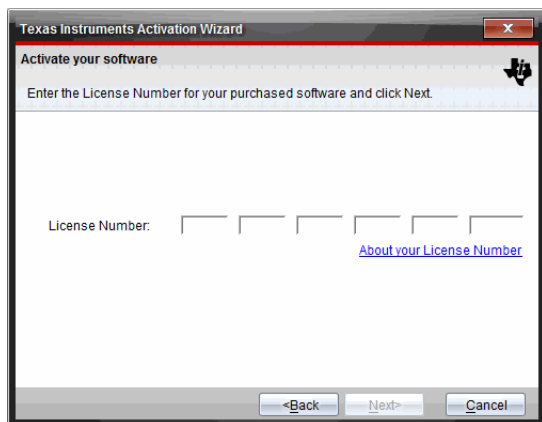 Texas Instruments Activation Wizard
x
Activate your software
Enter the License Number for your purchased software and click Next.
License Number:
About your License Number
<Back
Next>
Cancel